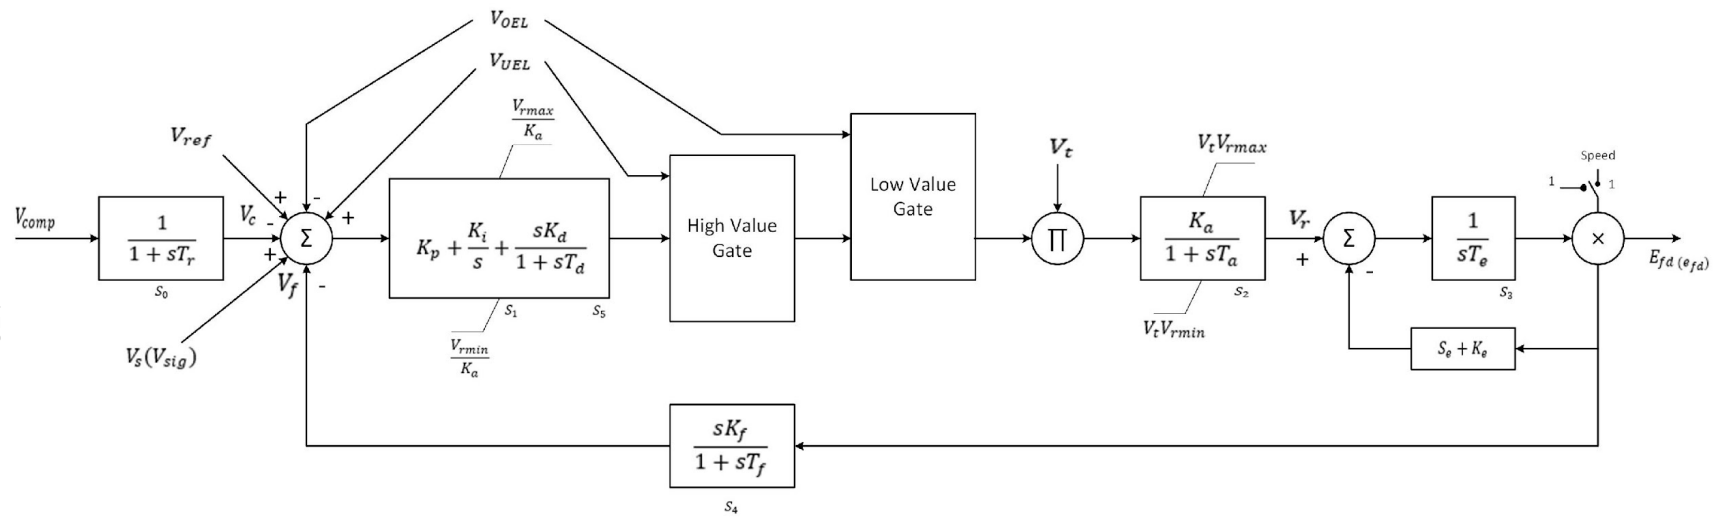 V_OEL
V_UEL
V_rmax
K_a
V_ref
V_comp
1
1 + sT_r
S_0
V_c
+
-
-
+
+
-
Σ
V_f
V_s(V_sig)
K_p + K_i/s + sK_d/(1 + sT_d)
S_1
S_5
V_rmin
K_a
High Value
Gate
Low Value
Gate
V_t
Π
V_tV_rmax
K_a
1 + sT_a
S_2
V_tV_rmin
V_r
+
Σ
-
1
sT_e
S_3
Speed
1
1
×
E_fd (e_fd)
S_e + K_e
sK_f
1 + sT_f
S_4